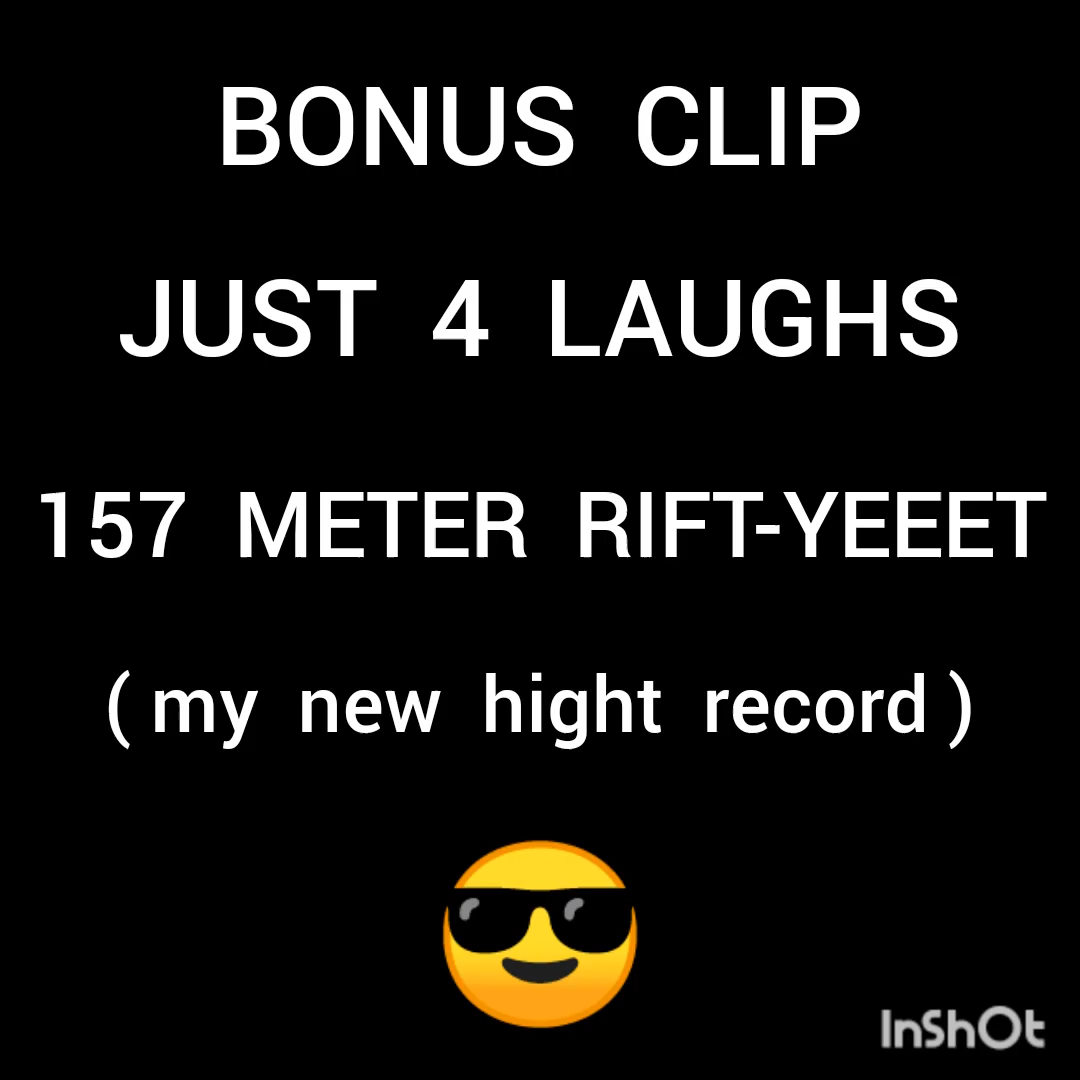 BONUS CLIP
JUST 4 LAUGHS
157 METER RIFT-YEEET
( my new hight record )
InShOt